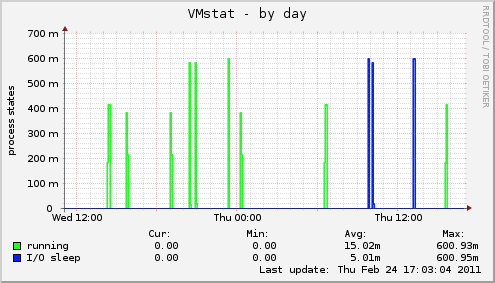 VMstat - by day
RRDTOOL / TOBI OETIKER
process states
700 m
600 m
500 m
400 m
300 m
200 m
100 m
0
Wed 12:00 Thu 00:00 Thu 12:00
Cur: Min: Avg: Max:
running 0.00 0.00 15.02m 600.93m
I/O sleep 0.00 0.00 5.01m 600.95m
Last update: Thu Feb 24 17:03:04 2011